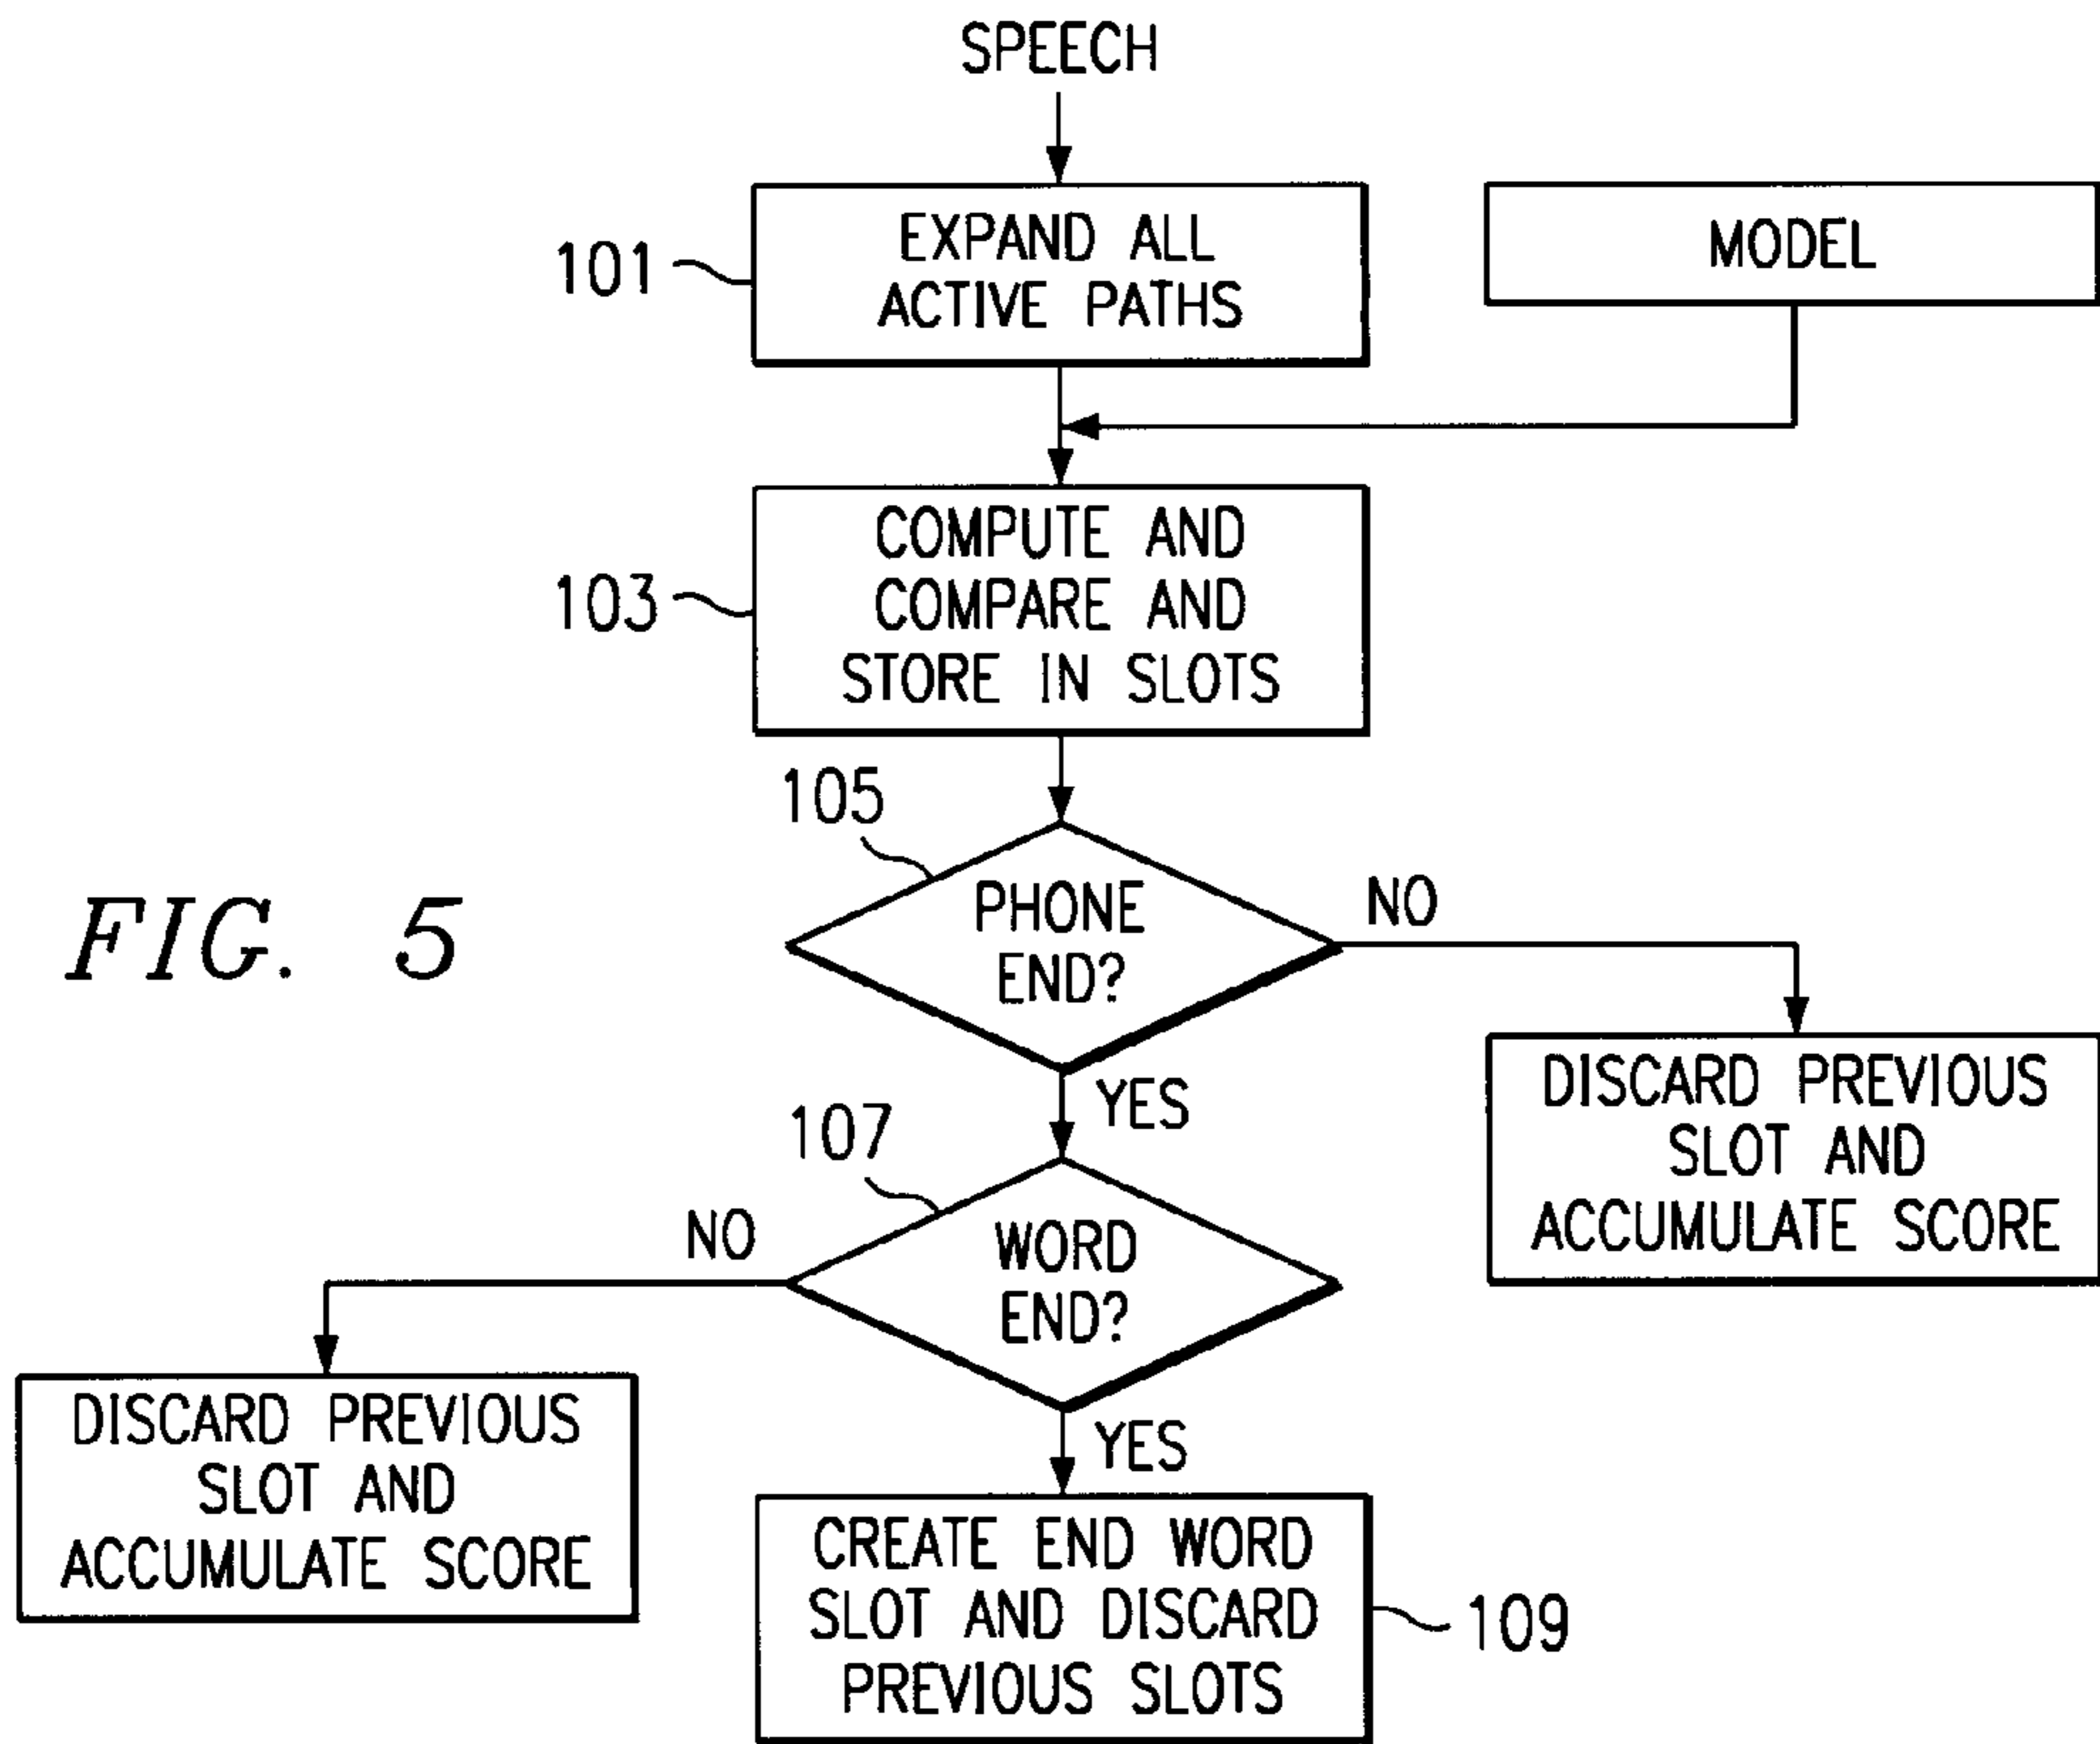 SPEECH
101
EXPAND ALL
ACTIVE PATHS
MODEL
103
COMPUTE AND
COMPARE AND
STORE IN SLOTS
105
PHONE
END?
NO
FIG. 5
YES
DISCARD PREVIOUS
SLOT AND
ACCUMULATE SCORE
107
WORD
END?
NO
DISCARD PREVIOUS
SLOT AND
ACCUMULATE SCORE
YES
CREATE END WORD
SLOT AND DISCARD
PREVIOUS SLOTS
109